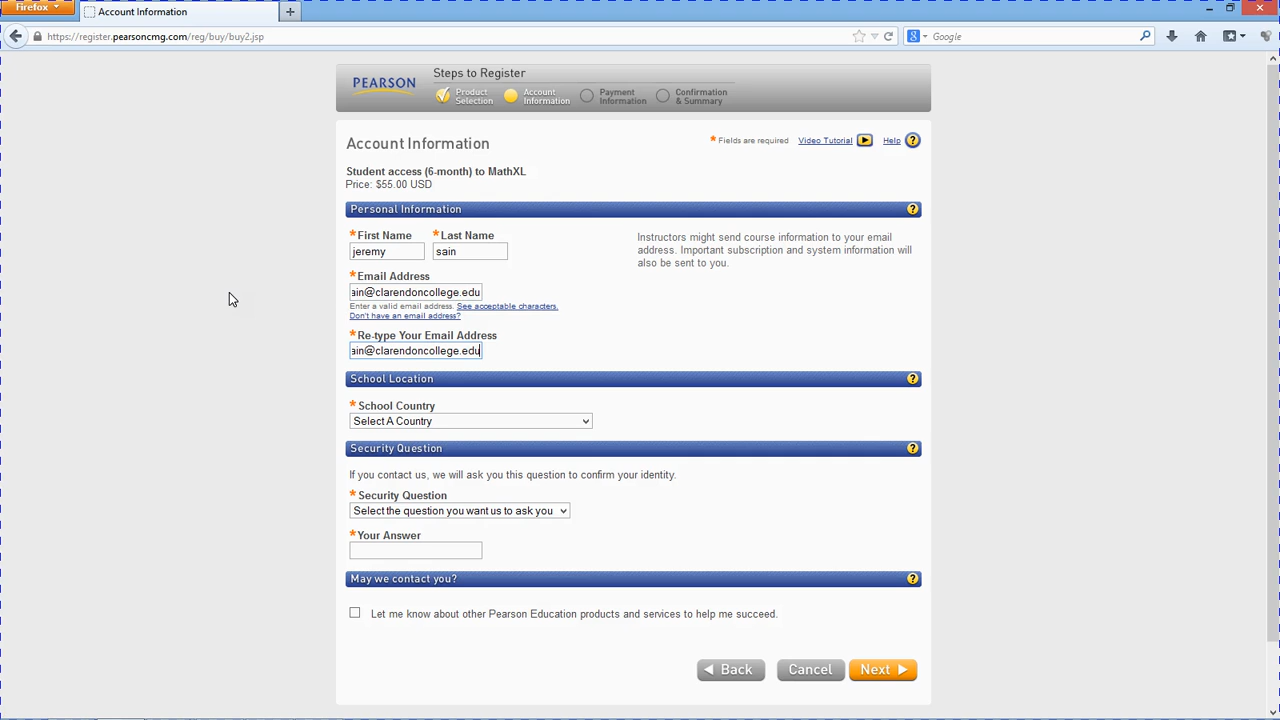 Firefox
Account Information
https://register.pearsoncmg.com/reg/buy/buy2.jsp
Google
PEARSON
Steps to Register
Product Selection
Account Information
Payment Information
Confirmation & Summary
Account Information
* Fields are required
Video Tutorial
Help ?
Student access (6-month) to MathXL
Price: $55.00 USD
Personal Information ?
*First Name *Last Name
jeremy sain
Instructors might send course information to your email
address. Important subscription and system information will
also be sent to you.
*Email Address
ain@clarendoncollege.edu
Enter a valid email address. See acceptable characters.
Don't have an email address?
*Re-type Your Email Address
ain@clarendoncollege.edu
School Location ?
*School Country
Select A Country
Security Question ?
If you contact us, we will ask you this question to confirm your identity.
*Security Question
Select the question you want us to ask you
*Your Answer
May we contact you? ?
Let me know about other Pearson Education products and services to help me succeed.
Back Cancel Next